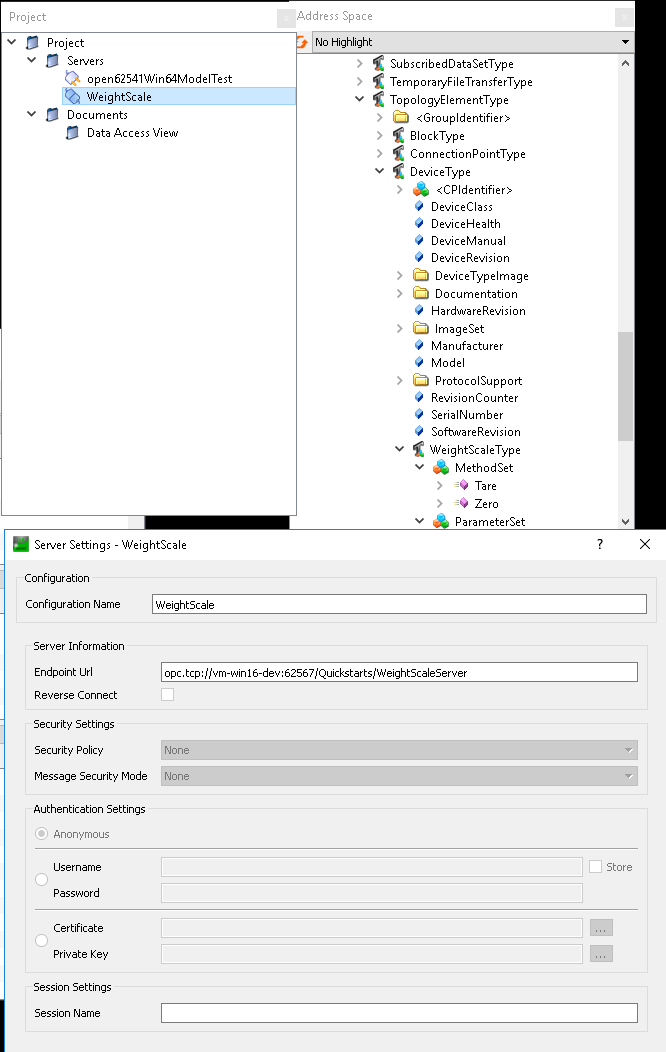 Project
Project
Servers
open62541Win64ModelTest
WeightScale
Documents
Data Access View
Address Space
No Highlight
SubscribedDataSetType
TemporaryFileTransferType
TopologyElementType
<GroupIdentifier>
BlockType
ConnectionPointType
DeviceType
<CPIdentifier>
DeviceClass
DeviceHealth
DeviceManual
DeviceRevision
DeviceTypeImage
Documentation
HardwareRevision
ImageSet
Manufacturer
Model
ProtocolSupport
RevisionCounter
SerialNumber
SoftwareRevision
WeightScaleType
MethodSet
Tare
Zero
ParameterSet
Server Settings - WeightScale
Configuration
Configuration Name WeightScale
Server Information
Endpoint Url opc.tcp://vm-win16-dev:62567/Quickstarts/WeightScaleServer
Reverse Connect
Security Settings
Security Policy None
Message Security Mode None
Authentication Settings
Anonymous
Username Store
Password
Certificate ...
Private Key ...
Session Settings
Session Name